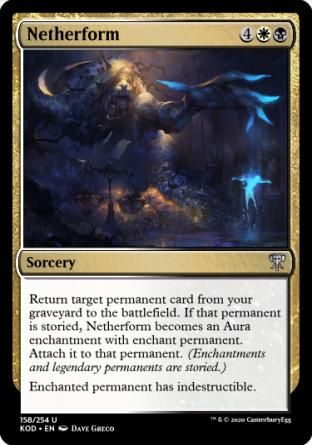 Netherform 4
Sorcery
Return target permanent card from your
graveyard to the battlefield. If that permanent
is storied, Netherform becomes an Aura
enchantment with enchant permanent.
Attach it to that permanent. (Enchantments
and legendary permanents are storied.)
Enchanted permanent has indestructible.
158/254 U
KOD • EN DAVE GRECO
™ & © 2020 CanterburyEgg